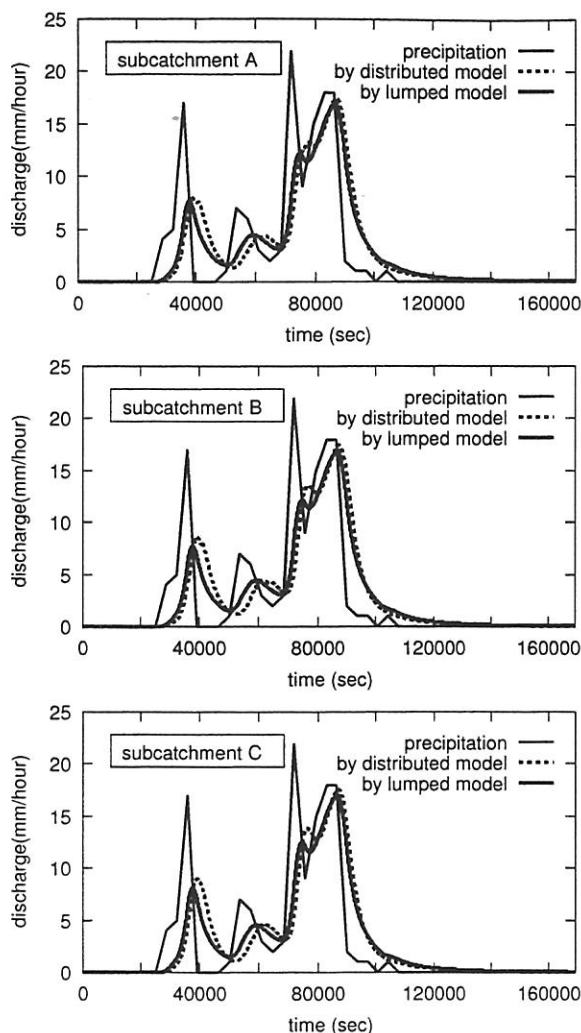 25
20
15
10
5
0
discharge(mm/hour)
subcatchment A
precipitation
by distributed model
by lumped model
0 40000 80000 120000 160000
time (sec)
25
20
15
10
5
0
discharge(mm/hour)
subcatchment B
precipitation
by distributed model
by lumped model
0 40000 80000 120000 160000
time (sec)
25
20
15
10
5
0
discharge(mm/hour)
subcatchment C
precipitation
by distributed model
by lumped model
0 40000 80000 120000 160000
time (sec)